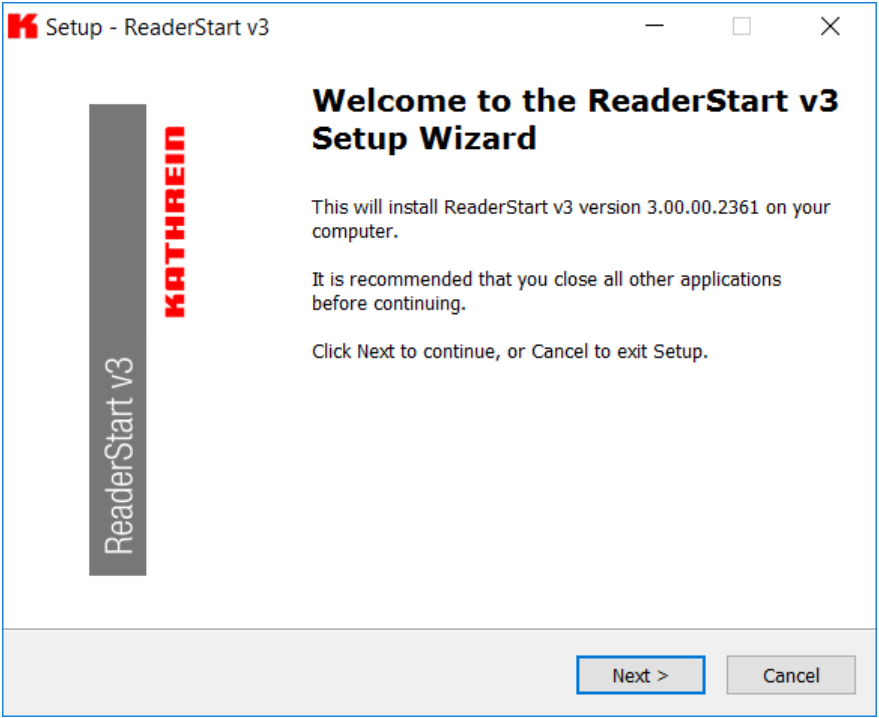 Setup - ReaderStart v3
Welcome to the ReaderStart v3
Setup Wizard
This will install ReaderStart v3 version 3.00.00.2361 on your
computer.
It is recommended that you close all other applications
before continuing.
Click Next to continue, or Cancel to exit Setup.
ReaderStart v3
KATHREIN
Next >
Cancel